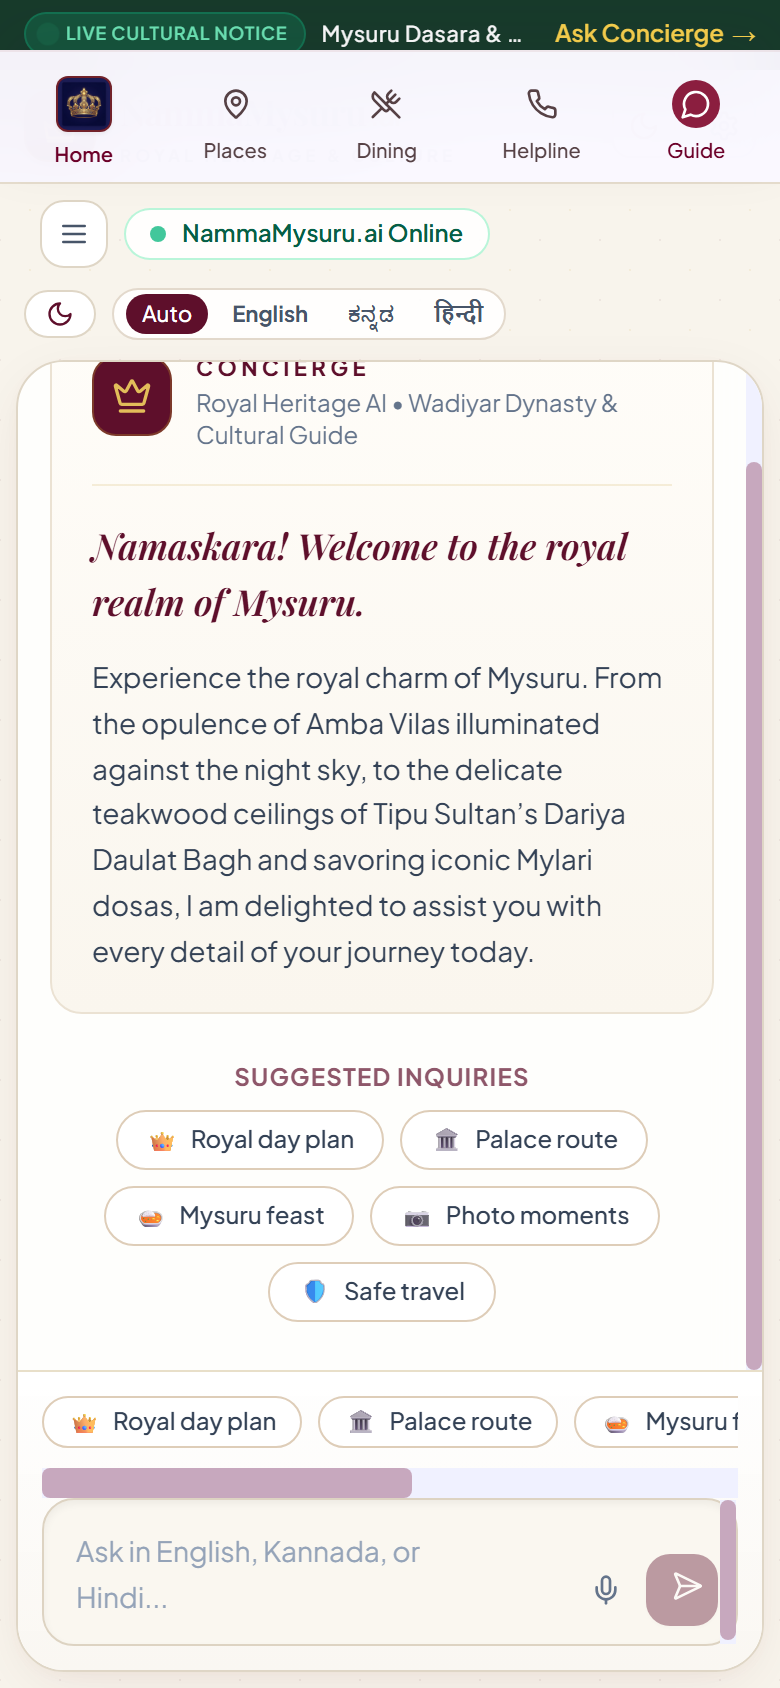 LIVE CULTURAL NOTICE Mysuru Dasara & ... Ask Concierge →
Home Places Dining Helpline Guide
NammaMysuru.ai Online
Auto English ಕನ್ನಡ हिन्दी
CONCIERGE
Royal Heritage AI • Wadiyar Dynasty &
Cultural Guide
Namaskara! Welcome to the royal
realm of Mysuru.
Experience the royal charm of Mysuru. From
the opulence of Amba Vilas illuminated
against the night sky, to the delicate
teakwood ceilings of Tipu Sultan’s Dariya
Daulat Bagh and savoring iconic Mylari
dosas, I am delighted to assist you with
every detail of your journey today.
SUGGESTED INQUIRIES
Royal day plan Palace route
Mysuru feast Photo moments
Safe travel
Royal day plan Palace route Mysuru f
Ask in English, Kannada, or
Hindi...